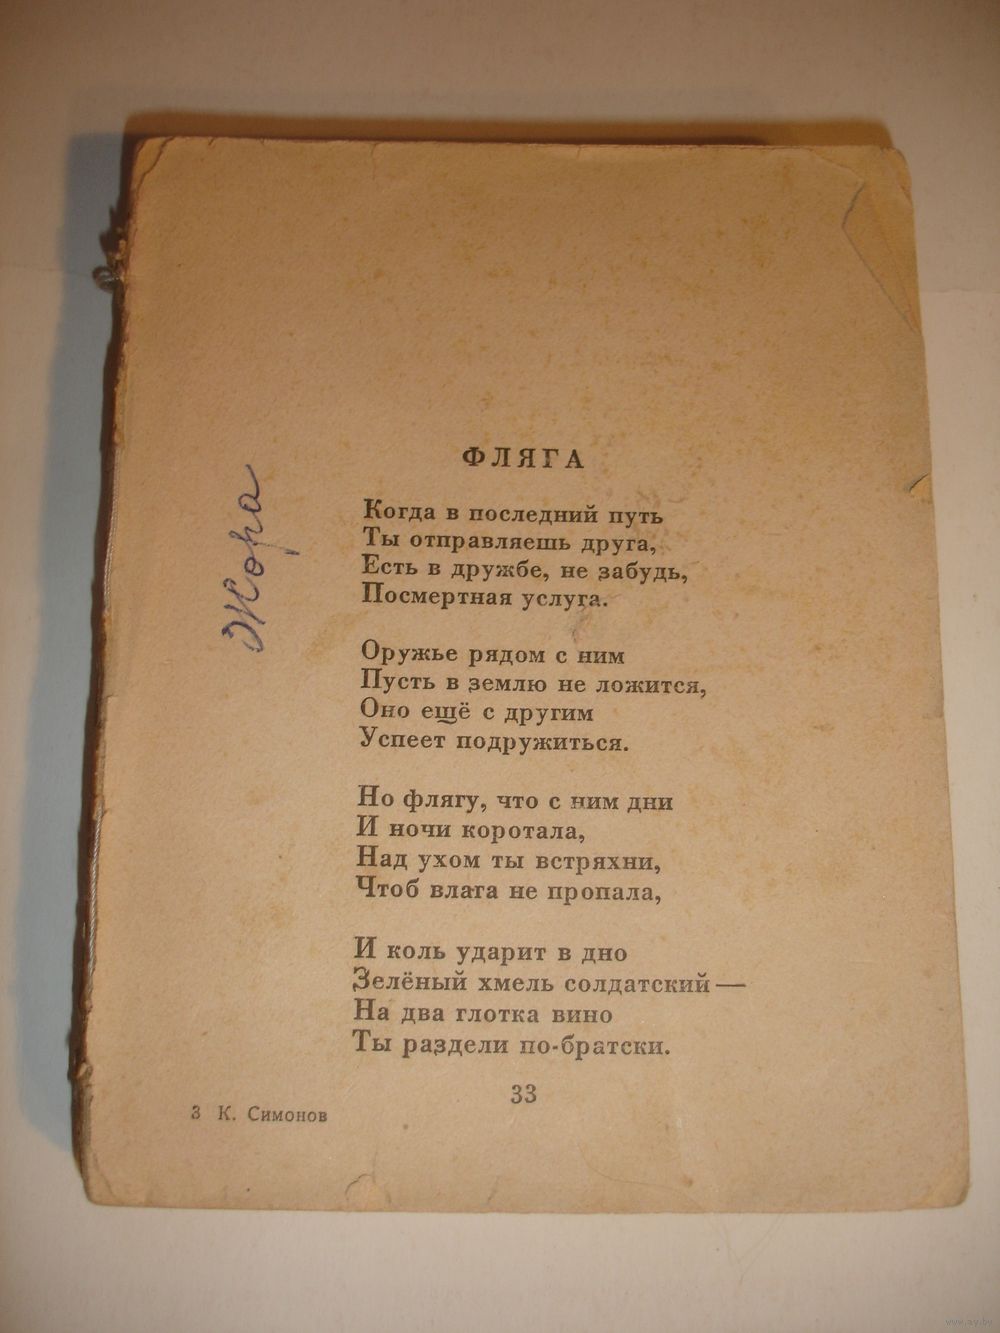 ФЛЯГА
Когда в последний путь
Ты отправляешь друга,
Есть в дружбе, не забудь,
Посмертная услуга.
Оружье рядом с ним
Пусть в землю не ложится,
Оно ещё с другим
Успеет подружиться.
Но флягу, что с ним дни
И ночи коротала,
Над ухом ты встряхни,
Чтоб влага не пропала,
И коль ударит в дно
Зелёный хмель солдатский —
На два глотка вино
Ты раздели по-братски.
33
3 К. Симонов
Жора
www.ay.by